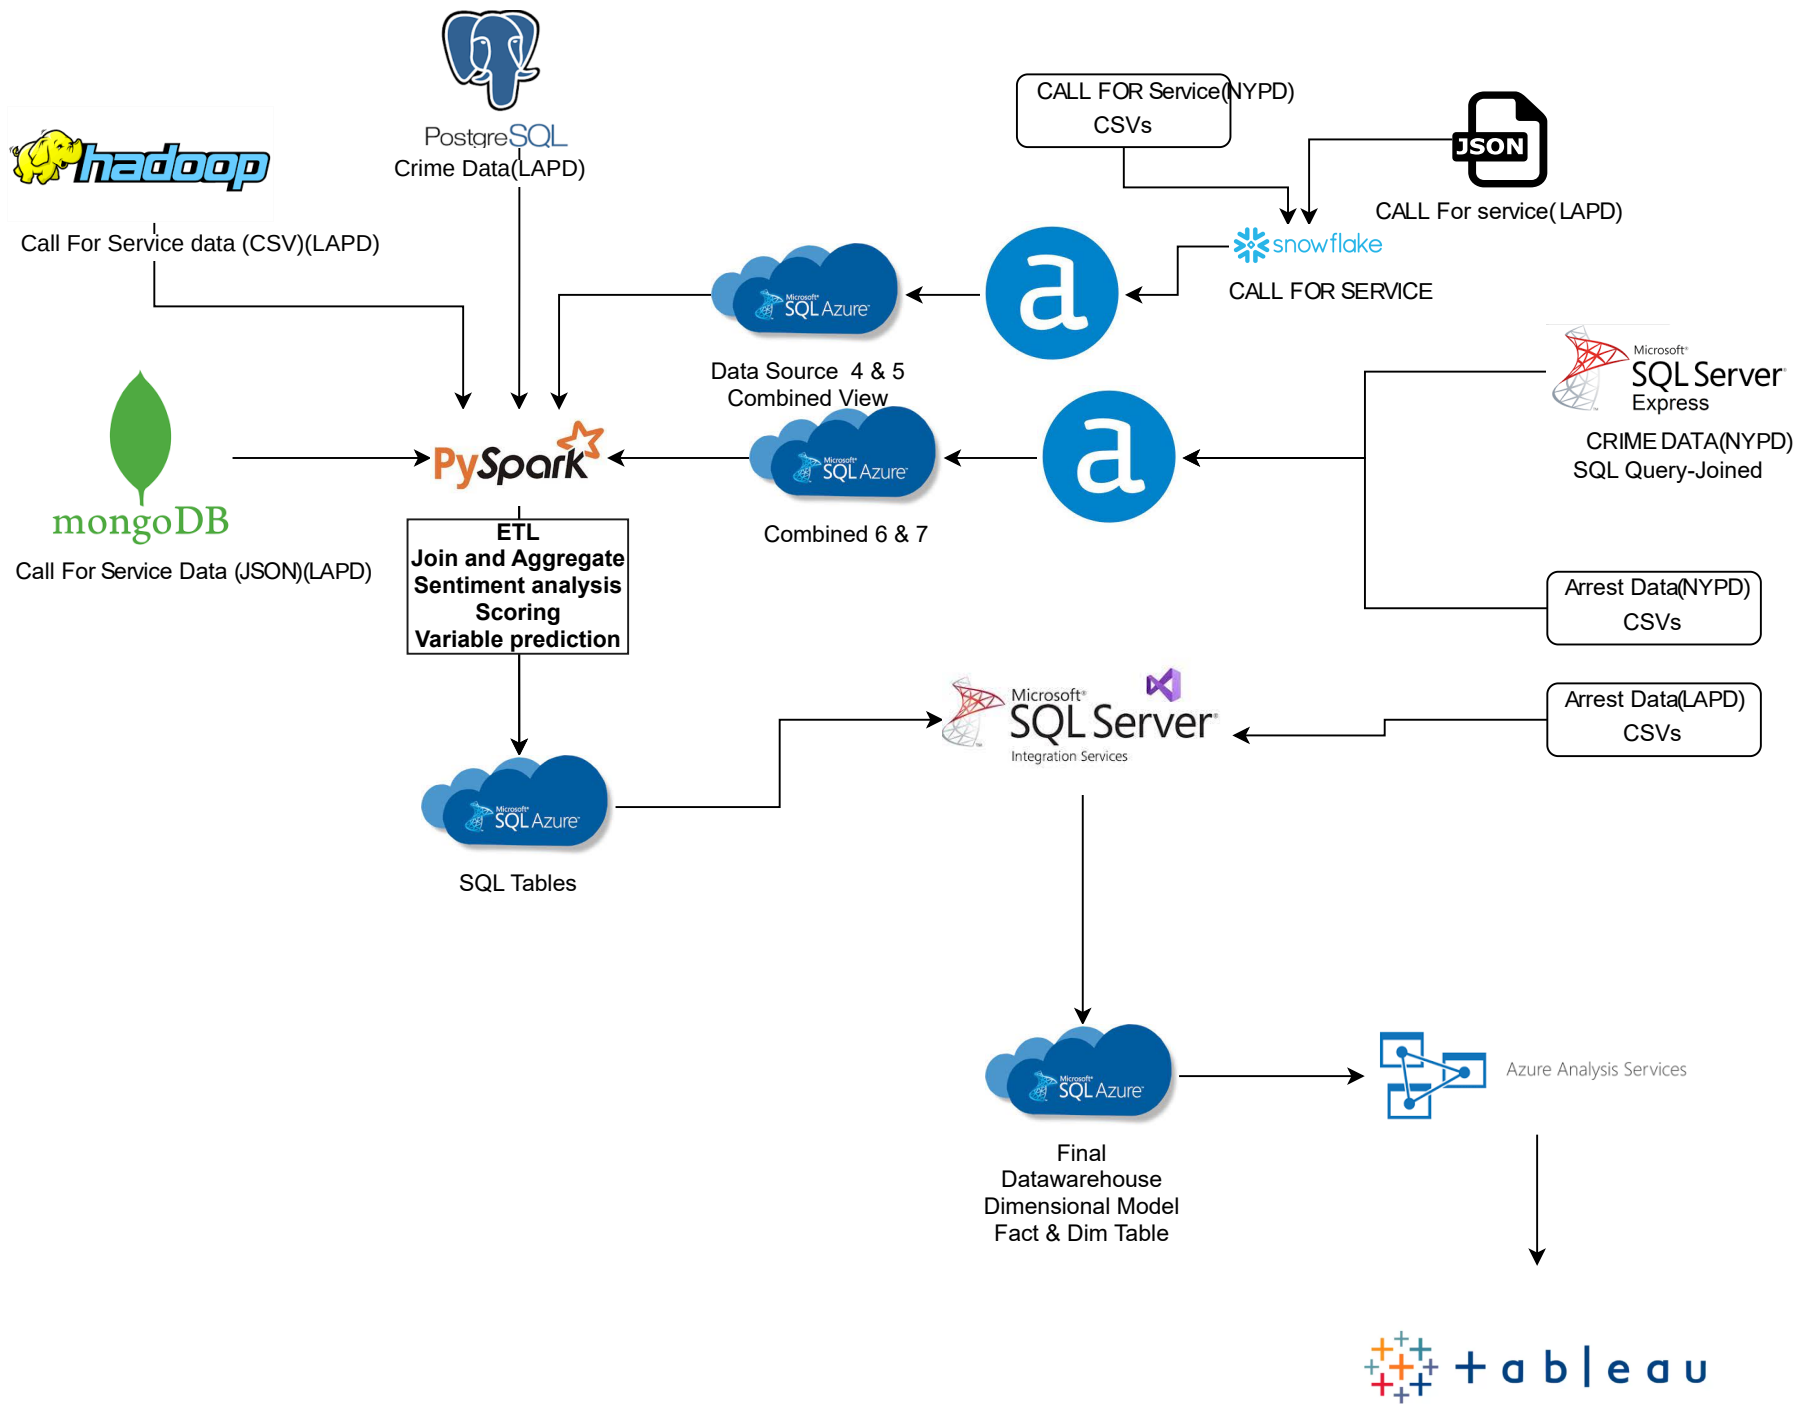 hadoop
Call For Service data (CSV)(LAPD)
PostgreSQL
Crime Data(LAPD)
CALL FOR Service(NYPD)
CSVs
JSON
CALL For service( LAPD)
snowflake
CALL FOR SERVICE
a
Microsoft®
SQL Azure™
Data Source 4 & 5
Combined View
Microsoft®
SQL Server®
Express
CRIME DATA(NYPD)
SQL Query-Joined
a
Microsoft®
SQL Azure™
Combined 6 & 7
PySpark
mongoDB
Call For Service Data (JSON)(LAPD)
ETL
Join and Aggregate
Sentiment analysis
Scoring
Variable prediction
Arrest Data(NYPD)
CSVs
Arrest Data(LAPD)
CSVs
Microsoft®
SQL Server®
Integration Services
Microsoft®
SQL Azure™
SQL Tables
Microsoft®
SQL Azure™
Final
Datawarehouse
Dimensional Model
Fact & Dim Table
Azure Analysis Services
+ a b l e a u